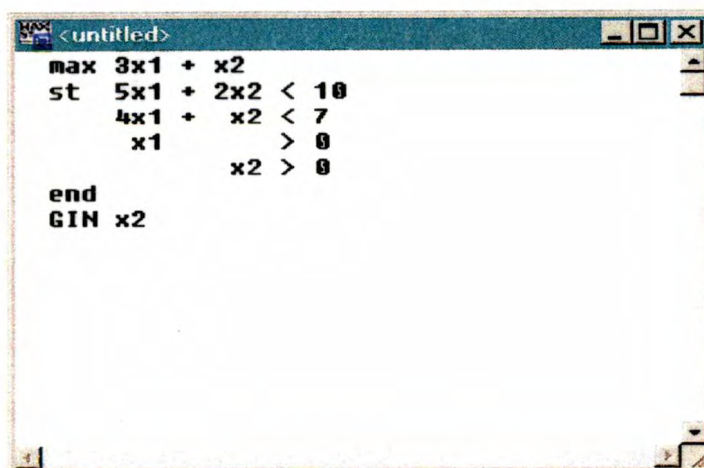 <untitled>
max 3x1 + x2
st 5x1 + 2x2 < 10
4x1 + x2 < 7
x1 > 0
x2 > 0
end
GIN x2